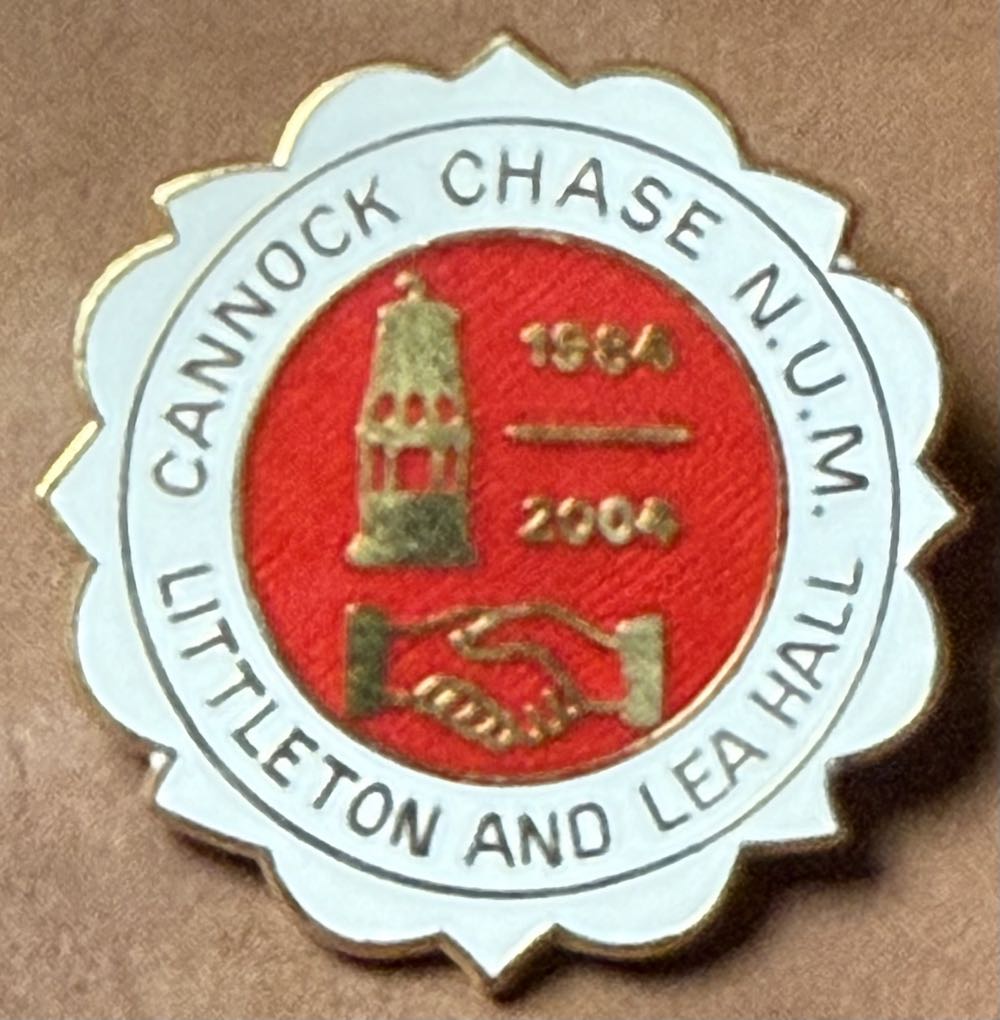 CANNOCK CHASE N.U.M.
1984
2004
LITTLETON AND LEA HALL